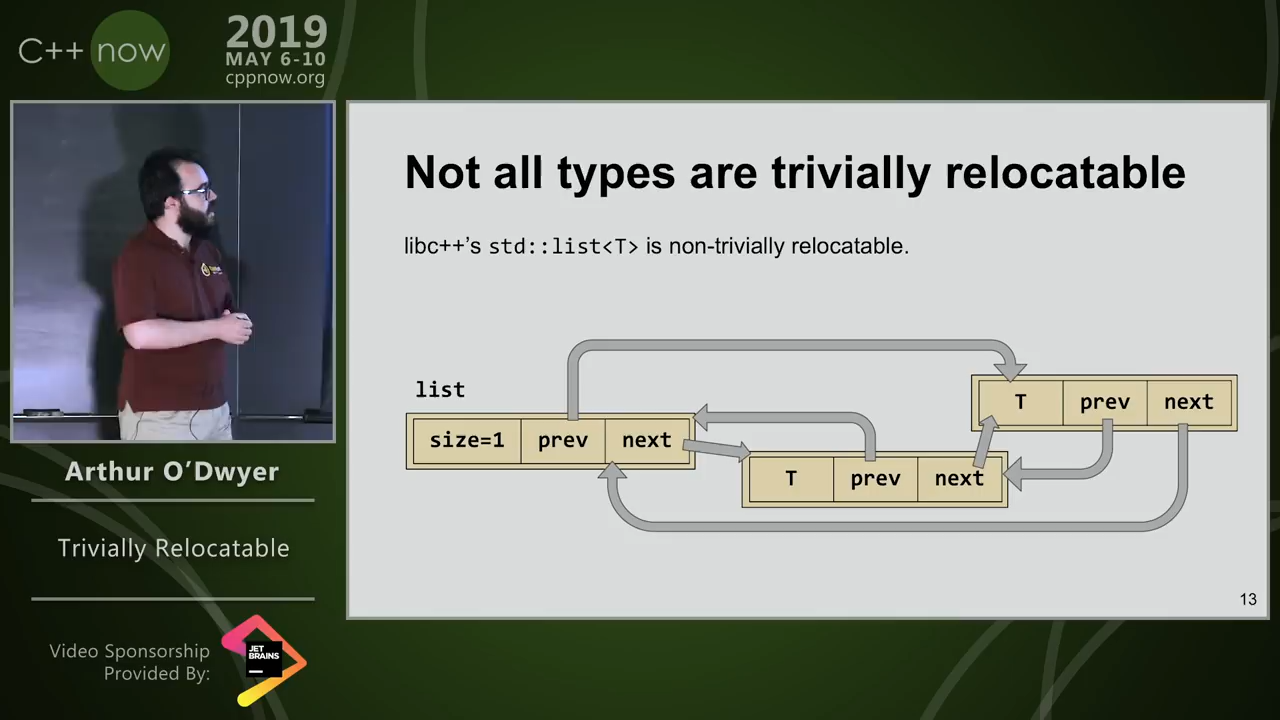 C++ now
2019
MAY 6-10
cppnow.org
Not all types are trivially relocatable
libc++’s std::list<T> is non-trivially relocatable.
list
size=1 prev next
T prev next
T prev next
13
Arthur O’Dwyer
Trivially Relocatable
Video Sponsorship
Provided By:
JET
BRAINS